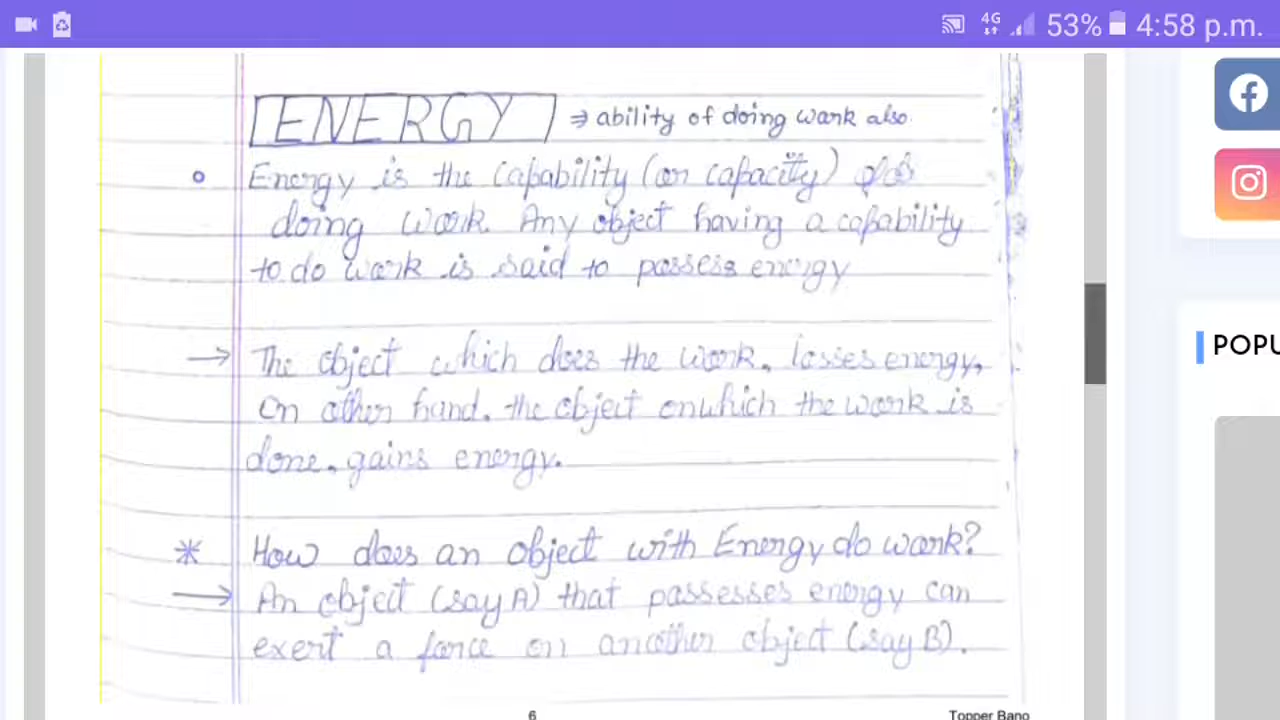 4G 53% 4:58 p.m.
ENERGY ⇒ ability of doing work also.
Energy is the capability (or capacity) of
doing work. Any object having a capability
to do work is said to possess energy
→ The object which does the work, losses energy,
on other hand. the object on which the work is
done, gains energy.
* How does an object with Energy do work?
→ An object (say A) that possesses energy can
exert a force on another object (say B).
6 Topper Bano
POPU